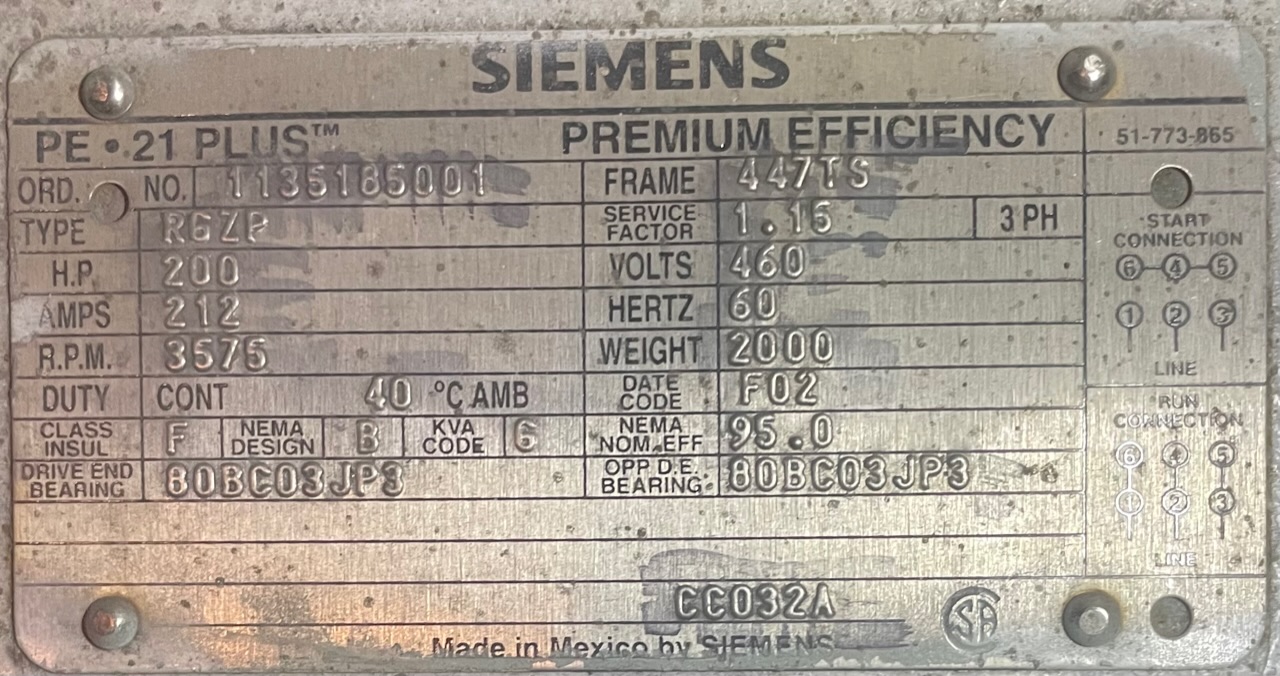 SIEMENS
PE • 21 PLUS™ PREMIUM EFFICIENCY 51-773-865
ORD. NO. 1135185001 FRAME 447TS
TYPE RGZP SERVICE FACTOR 1.15 3 PH
H.P. 200 VOLTS 460
AMPS 212 HERTZ 60
R.P.M. 3575 WEIGHT 2000
DUTY CONT 40 °C AMB DATE CODE F02
CLASS INSUL F NEMA DESIGN B KVA CODE G NEMA NOM. EFF 95.0
DRIVE END BEARING 80BC03JP3 OPP D.E. BEARING 80BC03JP3
START
CONNECTION
6 4 5
1 2 3
LINE
RUN
CONNECTION
6 4 5
1 2 3
LINE
CC032A
SA
Made in Mexico by SIEMENS